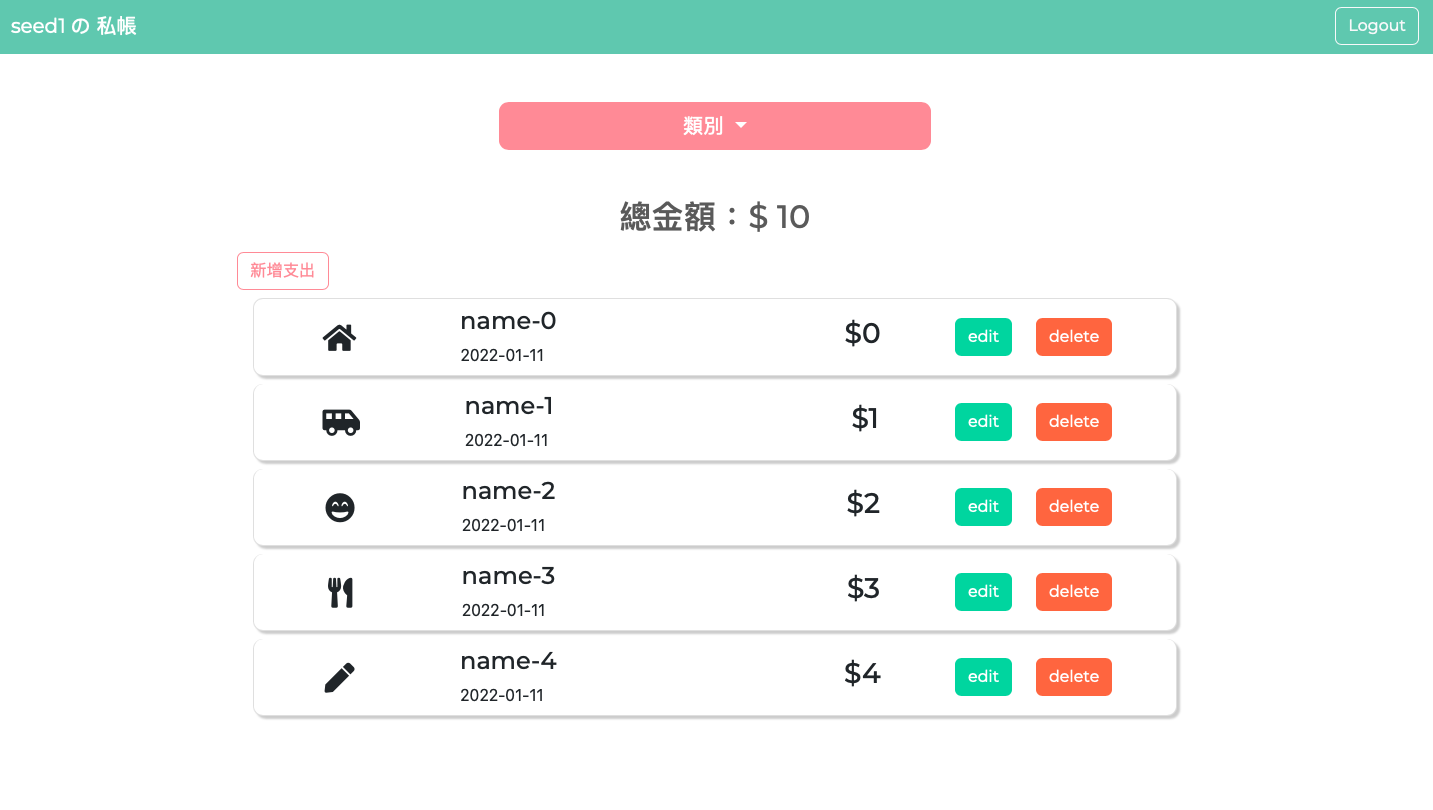 seed1 の 私帳
Logout
類別
總金額：$ 10
新增支出
name-0
2022-01-11
$0
edit
delete
name-1
2022-01-11
$1
edit
delete
name-2
2022-01-11
$2
edit
delete
name-3
2022-01-11
$3
edit
delete
name-4
2022-01-11
$4
edit
delete